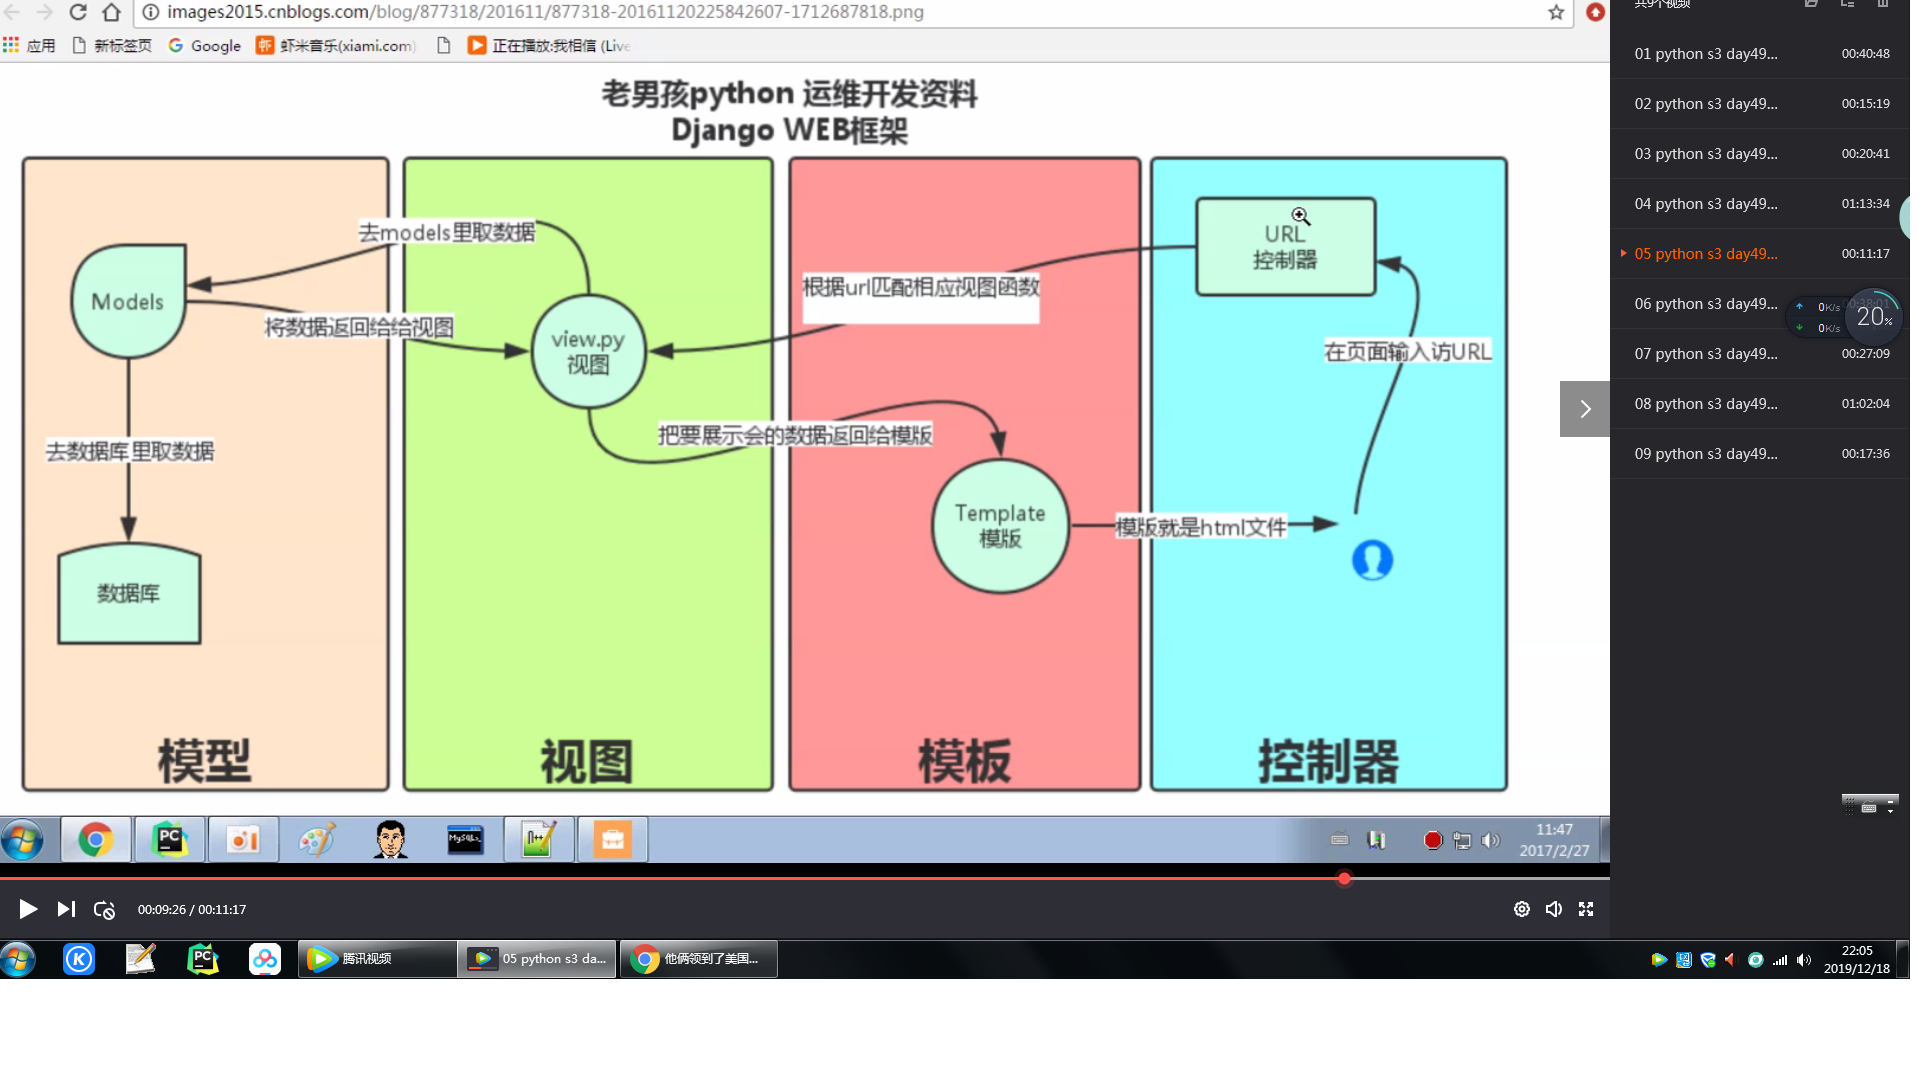 images2015.cnblogs.com/blog/877318/201611/877318-20161120225842607-1712687818.png
应用
新标签页
Google
虾米音乐(xiami.com)
正在播放:我相信 (Live
老男孩python 运维开发资料
Django WEB框架
去models里取数据
Models
将数据返回给给视图
去数据库里取数据
数据库
模型
view.py
视图
视图
根据url匹配相应视图函数
把要展示会的数据返回给模版
Template
模版
模板
URL
控制器
在页面输入访URL
模版就是html文件
控制器
MySQL
11:47
2017/2/27
00:09:26 / 00:11:17
共9个视频
01 python s3 day49... 00:40:48
02 python s3 day49... 00:15:19
03 python s3 day49... 00:20:41
04 python s3 day49... 01:13:34
05 python s3 day49... 00:11:17
06 python s3 day49... 00:38:01
0K/s
0K/s
20%
07 python s3 day49... 00:27:09
08 python s3 day49... 01:02:04
09 python s3 day49... 00:17:36
腾讯视频
05 python s3 da...
他俩领到了美国...
22:05
2019/12/18